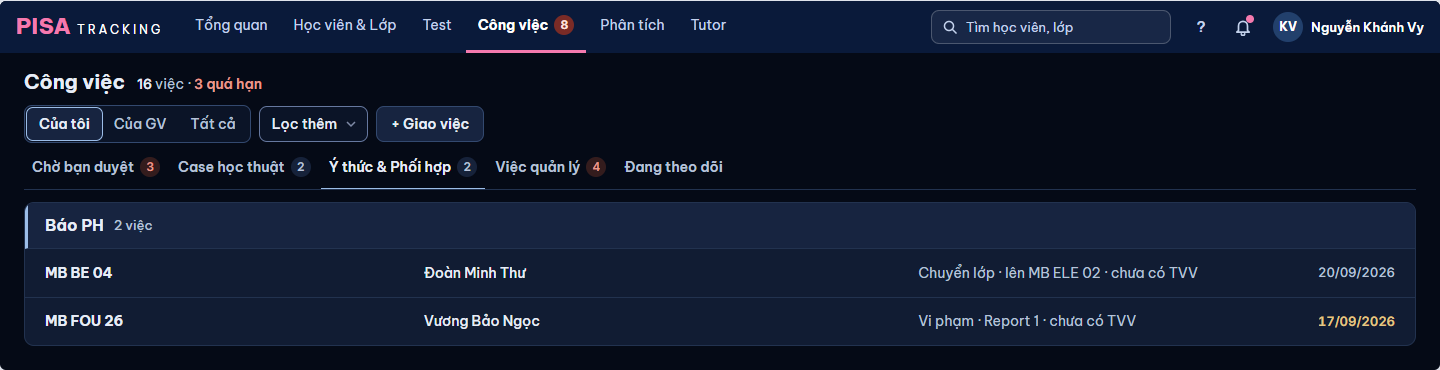 PISA TRACKING Tổng quan Học viên & Lớp Test Công việc 8 Phân tích Tutor Tìm học viên, lớp ? KV Nguyễn Khánh Vy
Công việc 16 việc · 3 quá hạn
Của tôi Của GV Tất cả Lọc thêm + Giao việc
Chờ bạn duyệt 3 Case học thuật 2 Ý thức & Phối hợp 2 Việc quản lý 4 Đang theo dõi
Báo PH 2 việc
MB BE 04 Đoàn Minh Thư Chuyển lớp · lên MB ELE 02 · chưa có TVV 20/09/2026
MB FOU 26 Vương Bảo Ngọc Vi phạm · Report 1 · chưa có TVV 17/09/2026